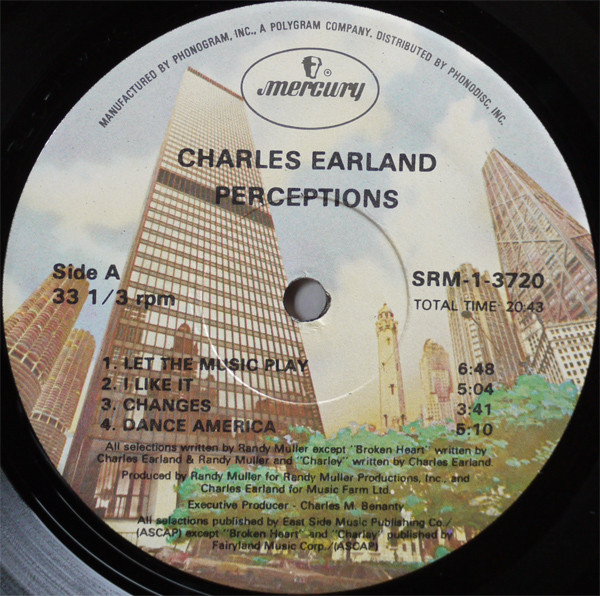 MANUFACTURED BY PHONOGRAM, INC., A POLYGRAM COMPANY. DISTRIBUTED BY PHONODISC, INC.
mercury
CHARLES EARLAND
PERCEPTIONS
Side A
33 1/3 rpm
SRM-1-3720
TOTAL TIME: 20:43
1. LET THE MUSIC PLAY 6:48
2. I LIKE IT 5:04
3. CHANGES 3:41
4. DANCE AMERICA 5:10
All selections written by Randy Muller except "Broken Heart" written by
Charles Earland & Randy Muller and "Charley" written by Charles Earland.
Produced by Randy Muller for Randy Muller Productions, Inc., and
Charles Earland for Music Farm Ltd.
Executive Producer - Charles M. Benanty
All selections published by East Side Music Publishing Co./
(ASCAP) except "Broken Heart" and "Charley" published by
Fairyland Music Corp./(ASCAP)